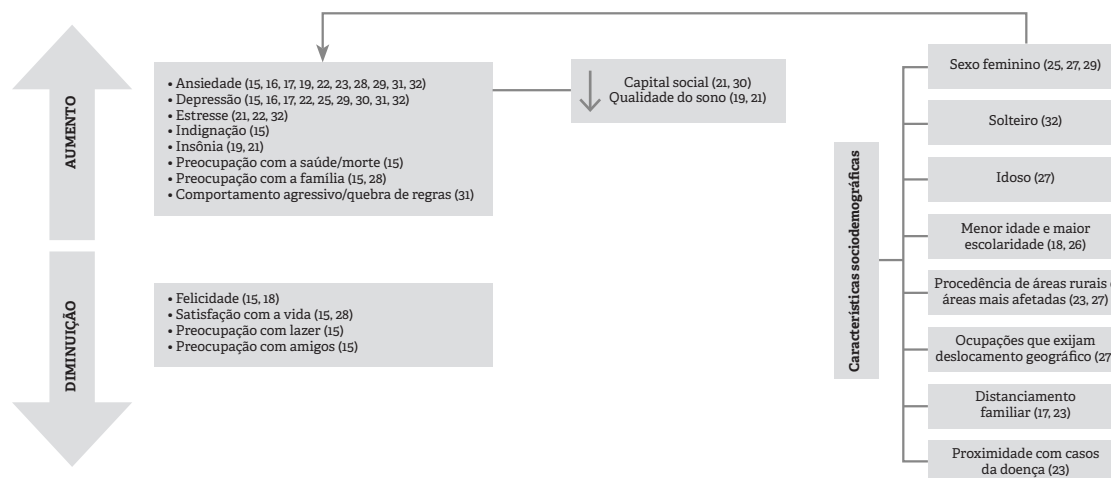 AUMENTO
• Ansiedade (15, 16, 17, 19, 22, 23, 28, 29, 31, 32)
• Depressão (15, 16, 17, 22, 25, 29, 30, 31, 32)
• Estresse (21, 22, 32)
• Indignação (15)
• Insônia (19, 21)
• Preocupação com a saúde/morte (15)
• Preocupação com a família (15, 28)
• Comportamento agressivo/quebra de regras (31)
Capital social (21, 30)
Qualidade do sono (19, 21)
DIMINUIÇÃO
• Felicidade (15, 18)
• Satisfação com a vida (15, 28)
• Preocupação com lazer (15)
• Preocupação com amigos (15)
Características sociodemográficas
Sexo feminino (25, 27, 29)
Solteiro (32)
Idoso (27)
Menor idade e maior
escolaridade (18, 26)
Procedência de áreas rurais
áreas mais afetadas (23, 27)
Ocupações que exijam
deslocamento geográfico (27
Distanciamento
familiar (17, 23)
Proximidade com casos
da doença (23)